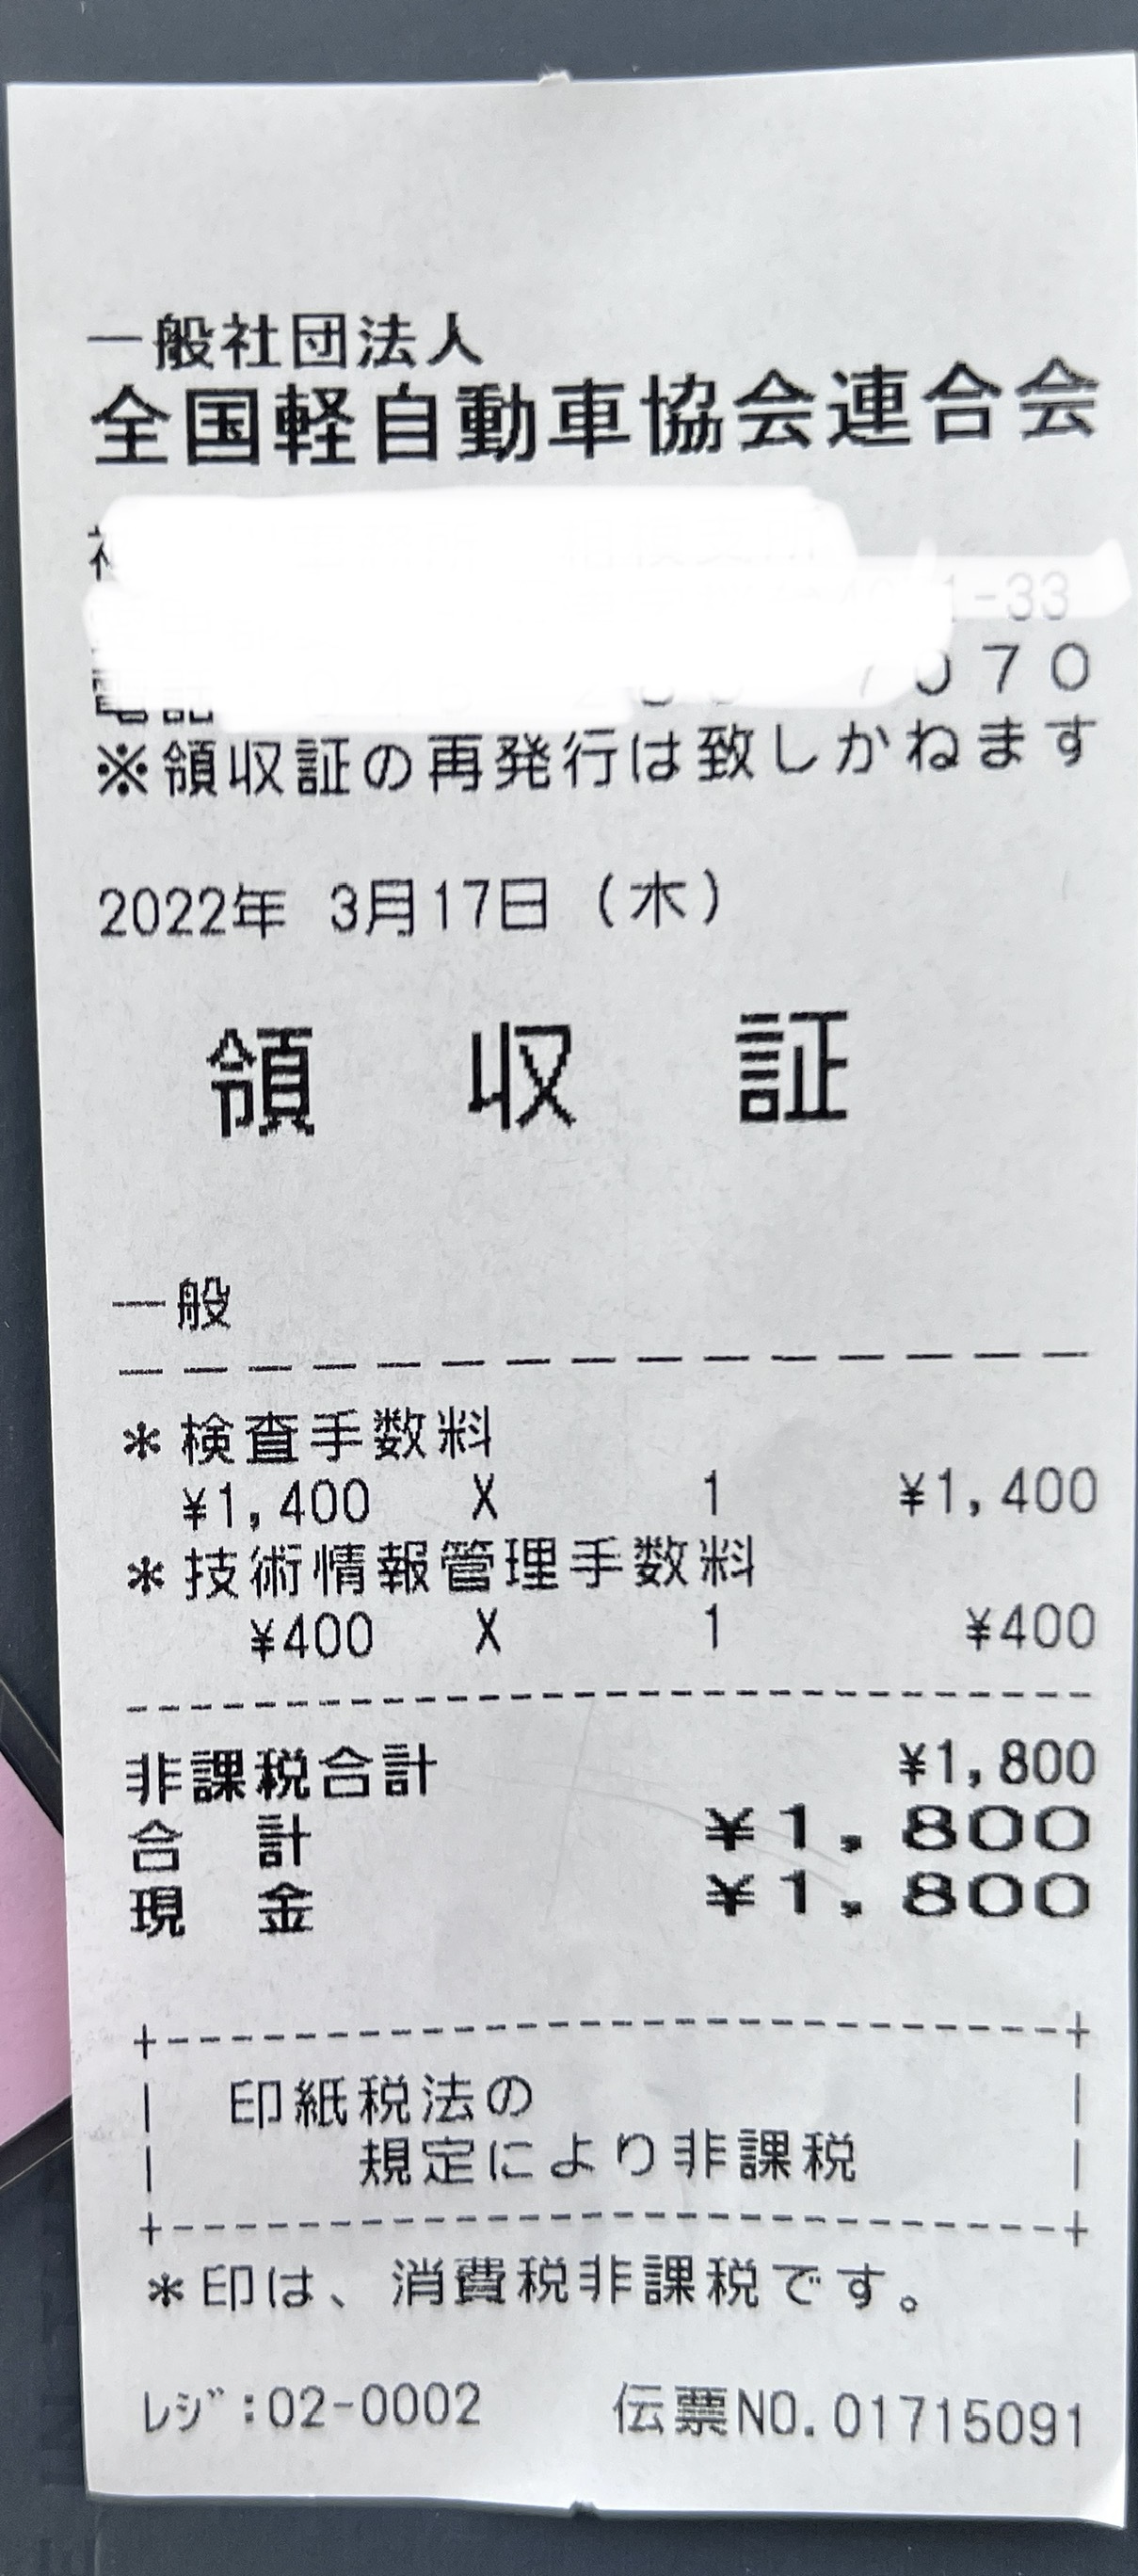 一般社団法人
全国軽自動車協会連合会
1-33
070
※領収証の再発行は致しかねます
2022年 3月17日（木）
領 収 証
一般
＊検査手数料
¥1,400 X 1 ¥1,400
＊技術情報管理手数料
¥400 X 1 ¥400
非課税合計 ¥1,800
合 計 ¥1,800
現 金 ¥1,800
印紙税法の
規定により非課税
＊印は、消費税非課税です。
ﾚｼﾞ:02-0002 伝票NO.01715091